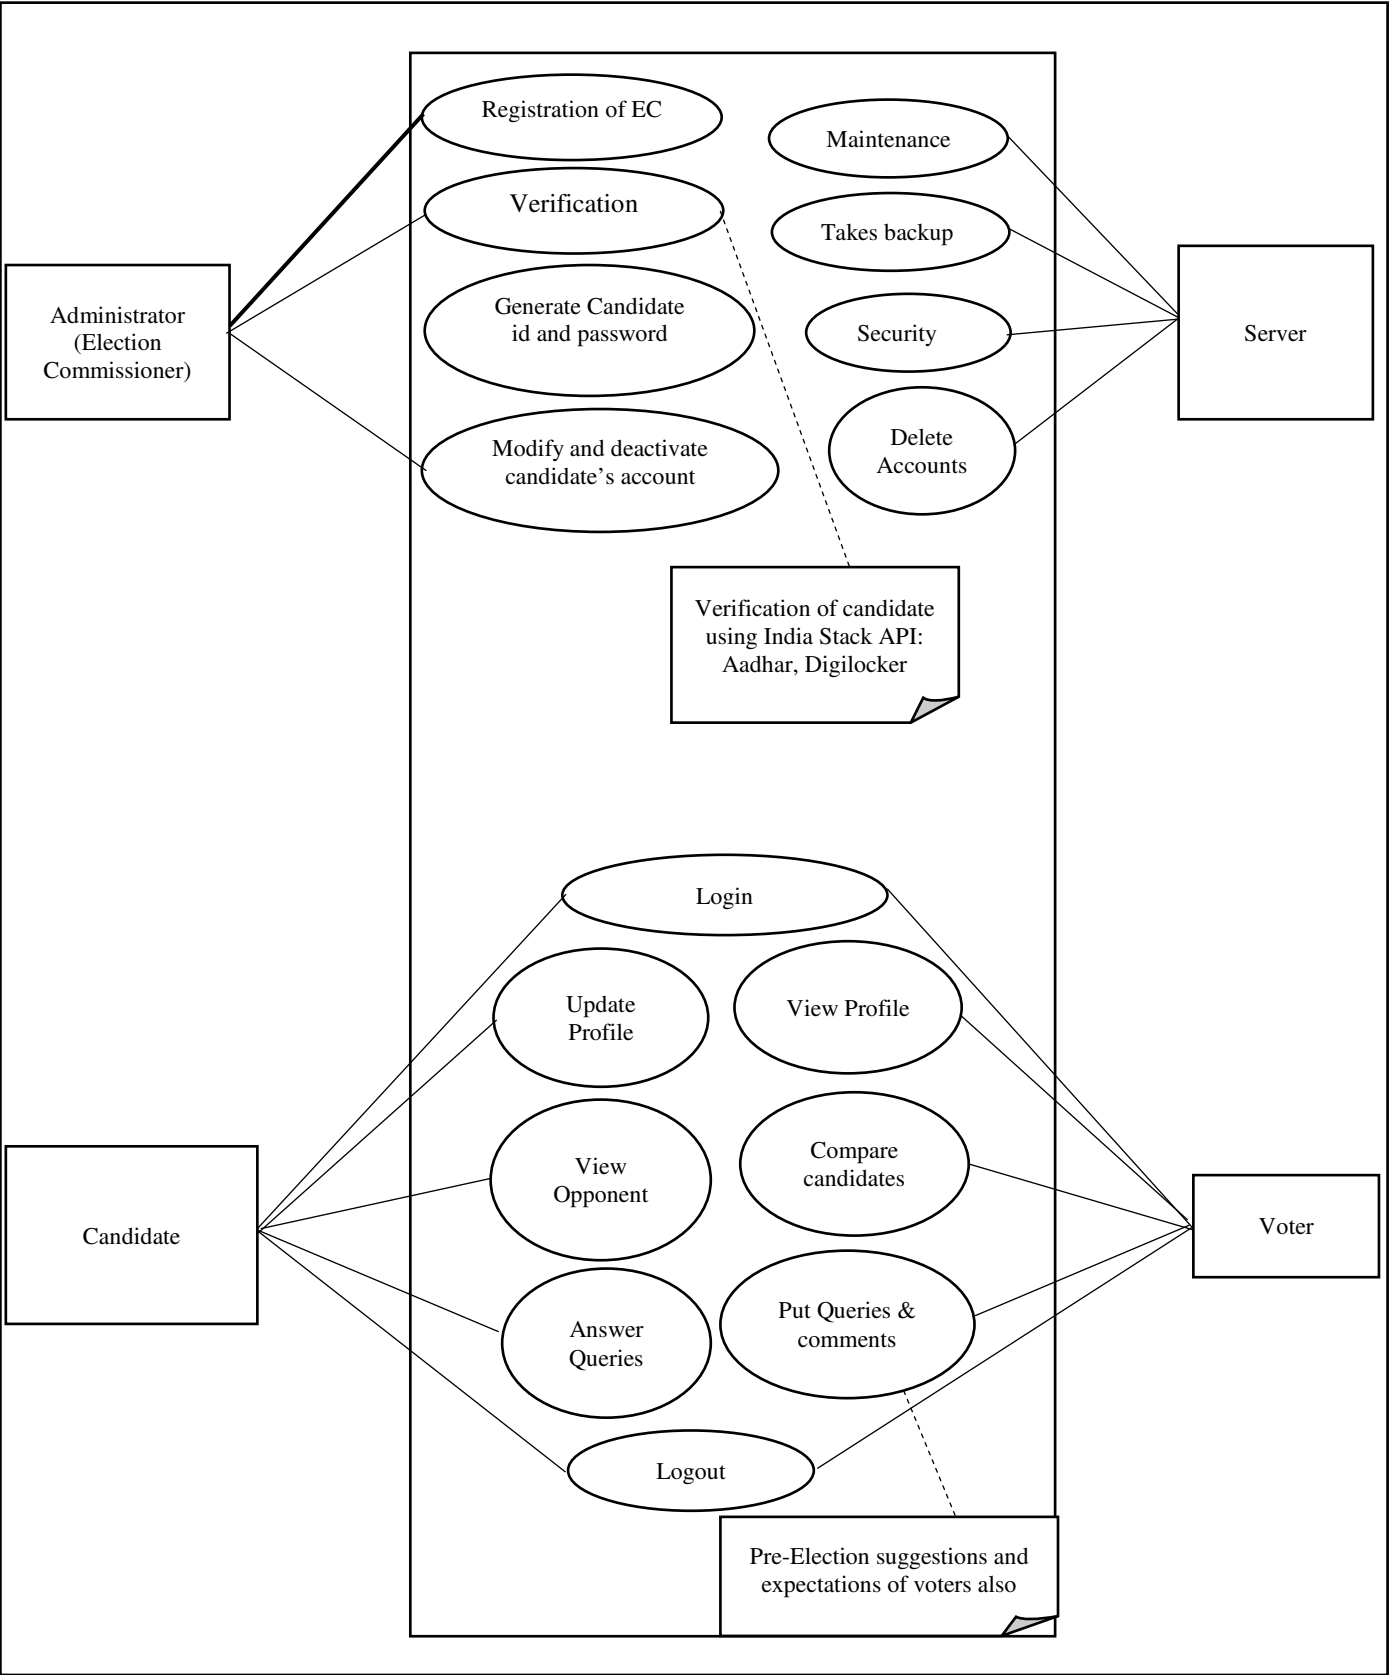 Registration of EC
Maintenance
Verification
Takes backup
Administrator
(Election
Commissioner)
Generate Candidate
id and password
Security
Server
Modify and deactivate
candidate’s account
Delete
Accounts
Verification of candidate
using India Stack API:
Aadhar, Digilocker
Login
Update
Profile
View Profile
View
Opponent
Compare
candidates
Candidate
Voter
Answer
Queries
Put Queries &
comments
Logout
Pre-Election suggestions and
expectations of voters also